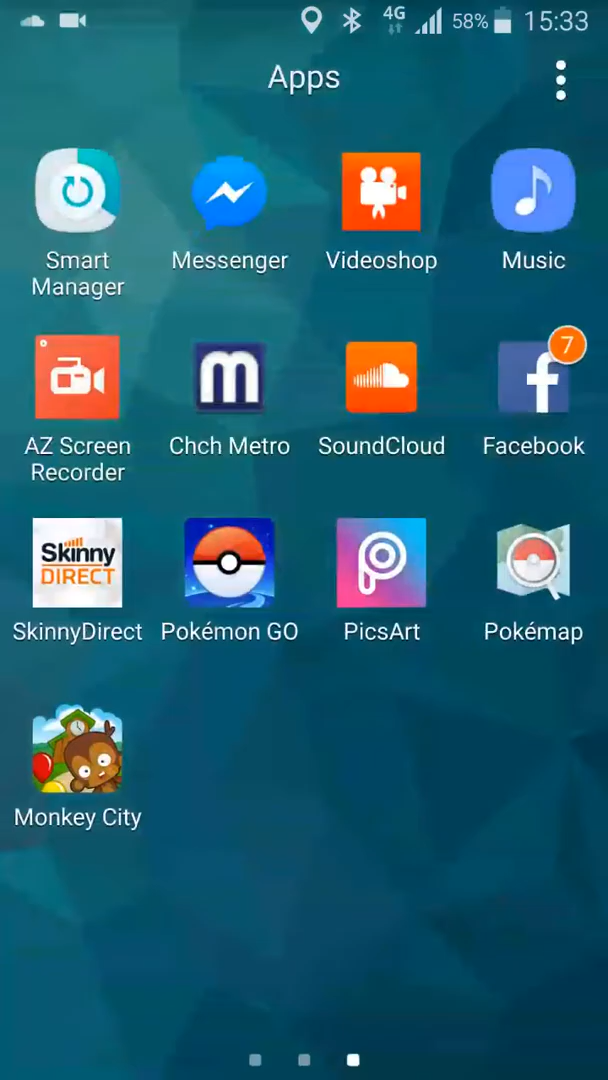 4G 58% 15:33
Apps
Smart Manager
Messenger
Videoshop
Music
7
AZ Screen Recorder
m
Chch Metro
SoundCloud
f
Facebook
Skinny
DIRECT
SkinnyDirect
Pokémon GO
PicsArt
Pokémap
Monkey City